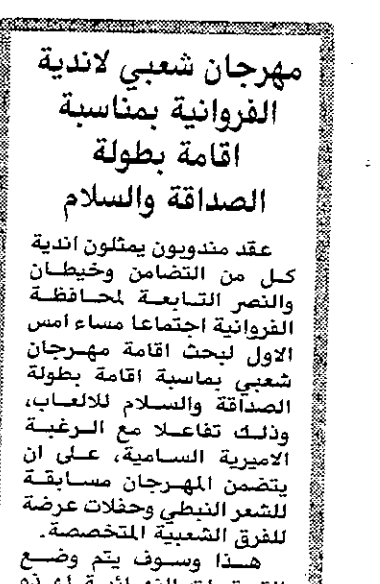 مهرجان شعبي لاندية
الفروانية بمناسبة
اقامة بطولة
الصداقة والسلام
عقد مندوبون يمثلون اندية
كل من التضامن وخيطان
والنصر التابعة لمحافظة
الفروانية اجتماعا مساء امس
الاول لبحث اقامة مهرجان
شعبي بماسبة اقامة بطولة
الصداقة والسلام للالعاب،
وذلك تفاعلا مع الرغبة
الاميرية السامية، على ان
يتضمن المهرجان مسابقة
للشعر النبطي وحفلات عرضة
للفرق الشعبية المتخصصة.
هذا وسوف يتم وضع